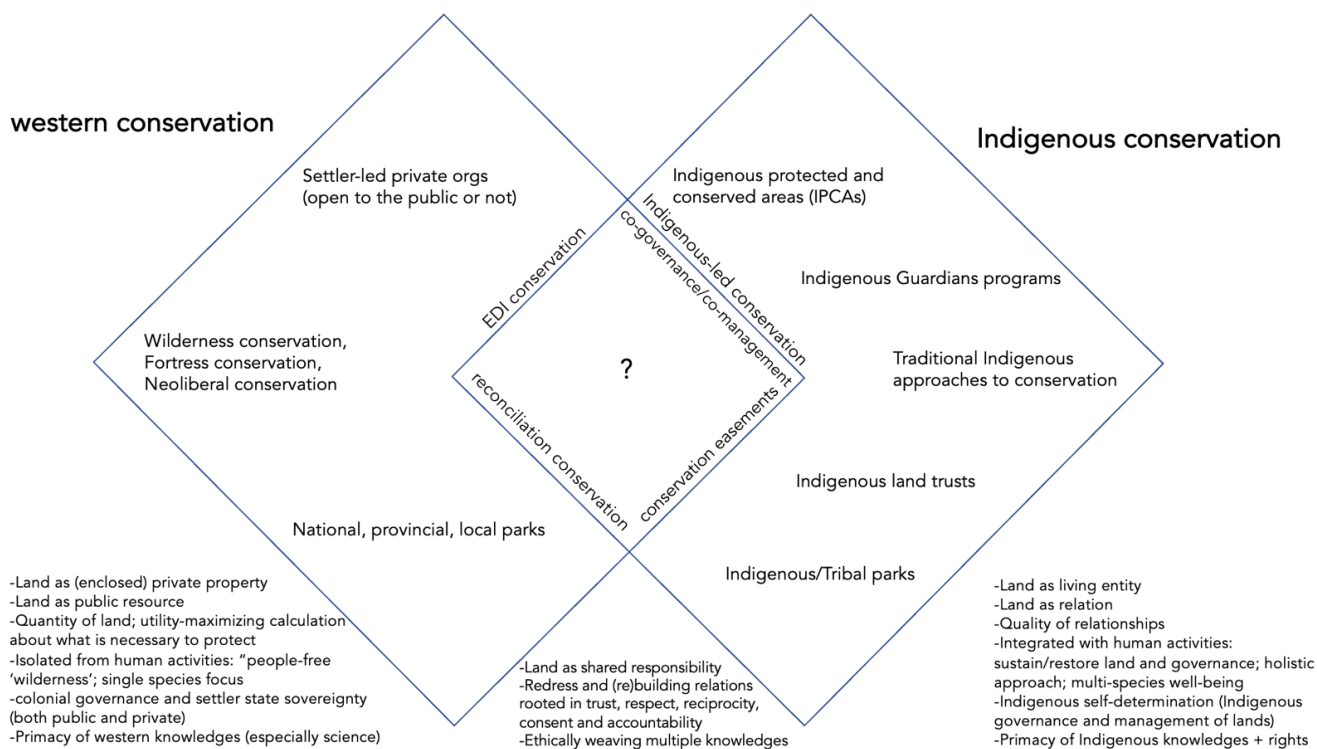 western conservation
Indigenous conservation
Settler-led private orgs
(open to the public or not)
Indigenous protected and
conserved areas (IPCAs)
EDI conservation
Indigenous-led conservation
co-governance/co-management
Indigenous Guardians programs
Wilderness conservation,
Fortress conservation,
Neoliberal conservation
?
Traditional Indigenous
approaches to conservation
reconciliation conservation
conservation easements
Indigenous land trusts
National, provincial, local parks
Indigenous/Tribal parks
-Land as (enclosed) private property
-Land as public resource
-Quantity of land; utility-maximizing calculation
about what is necessary to protect
-Isolated from human activities: “people-free
‘wilderness’; single species focus
-colonial governance and settler state sovereignty
(both public and private)
-Primacy of western knowledges (especially science)
-Land as shared responsibility
-Redress and (re)building relations
rooted in trust, respect, reciprocity,
consent and accountability
-Ethically weaving multiple knowledges
-Land as living entity
-Land as relation
-Quality of relationships
-Integrated with human activities:
sustain/restore land and governance; holistic
approach; multi-species well-being
-Indigenous self-determination (Indigenous
governance and management of lands)
-Primacy of Indigenous knowledges + rights